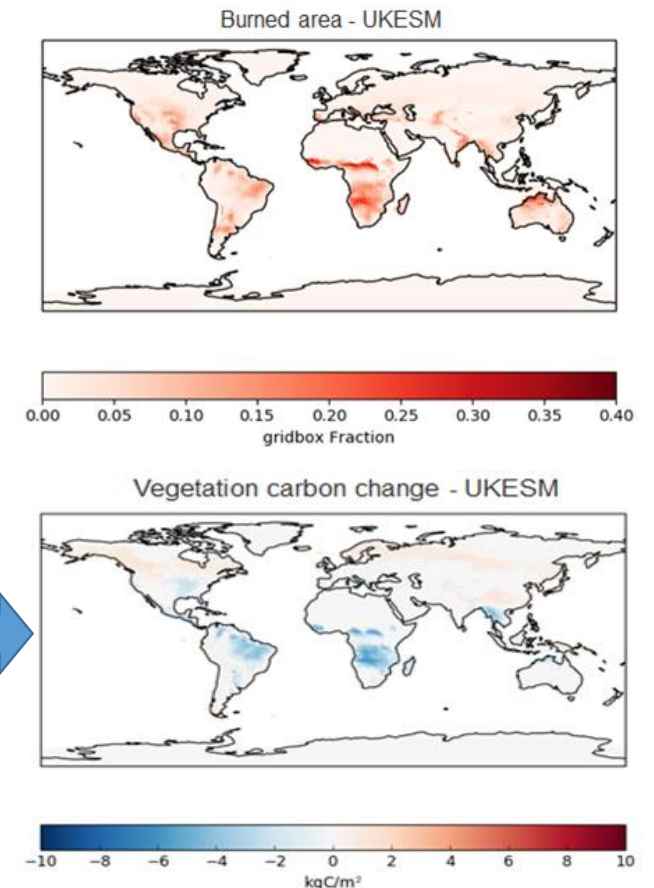 Burned area - UKESM
0.00 0.05 0.10 0.15 0.20 0.25 0.30 0.35 0.40
gridbox Fraction
Vegetation carbon change - UKESM
−10 −8 −6 −4 −2 0 2 4 6 8 10
kgC/m²